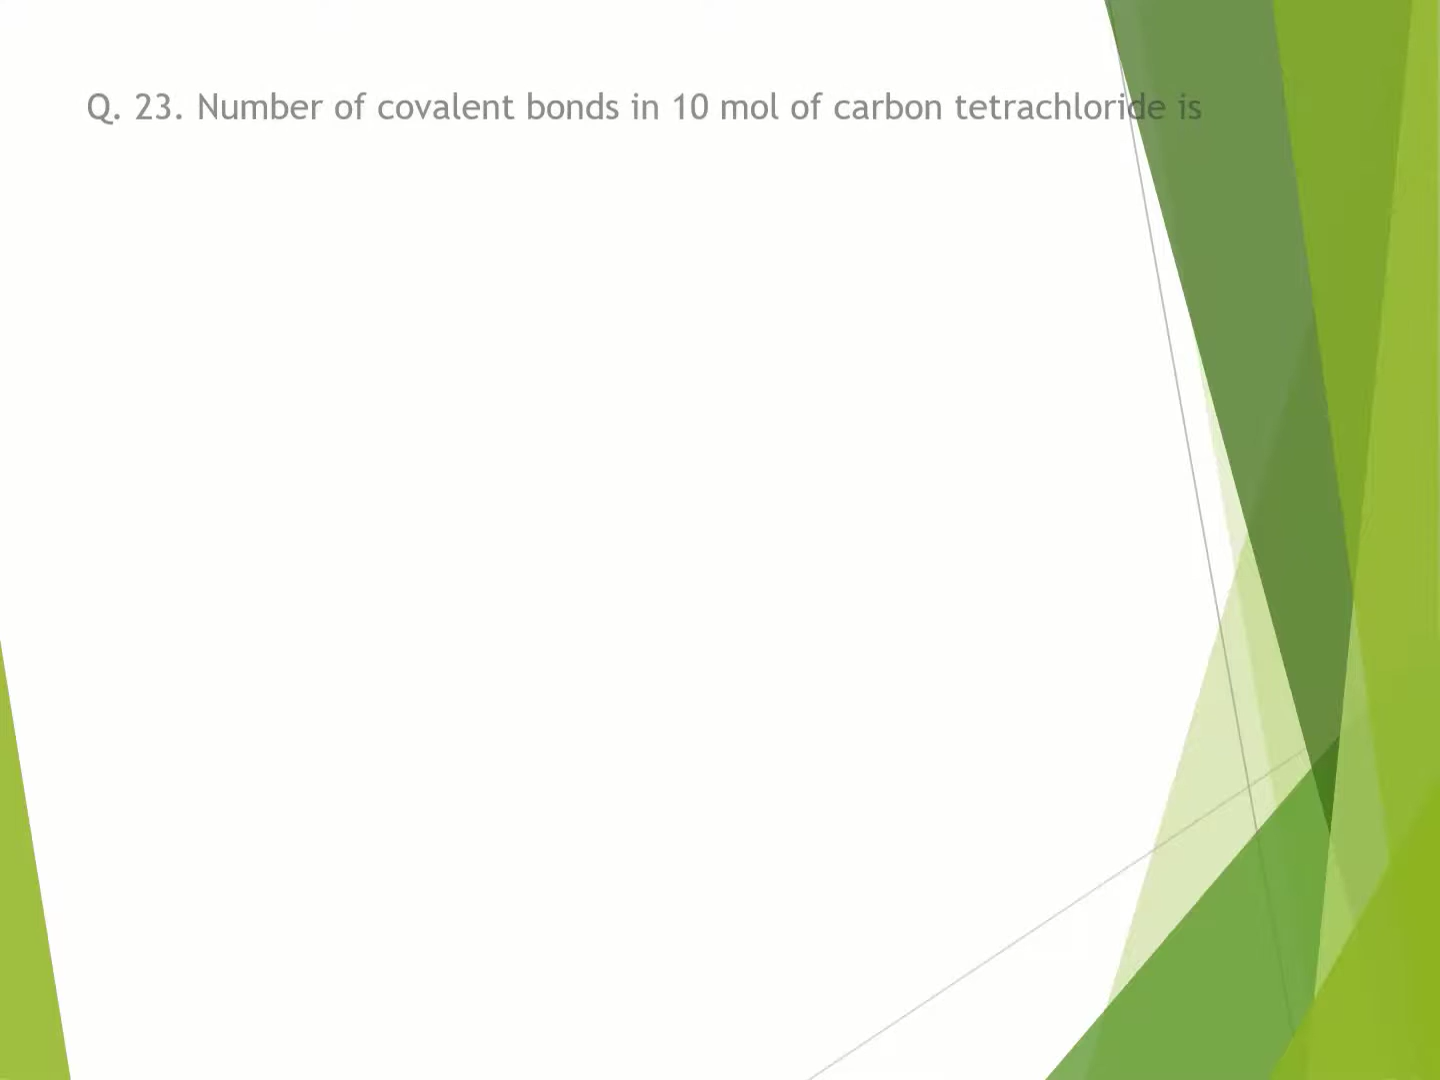 Q. 23. Number of covalent bonds in 10 mol of carbon tetrachloride is